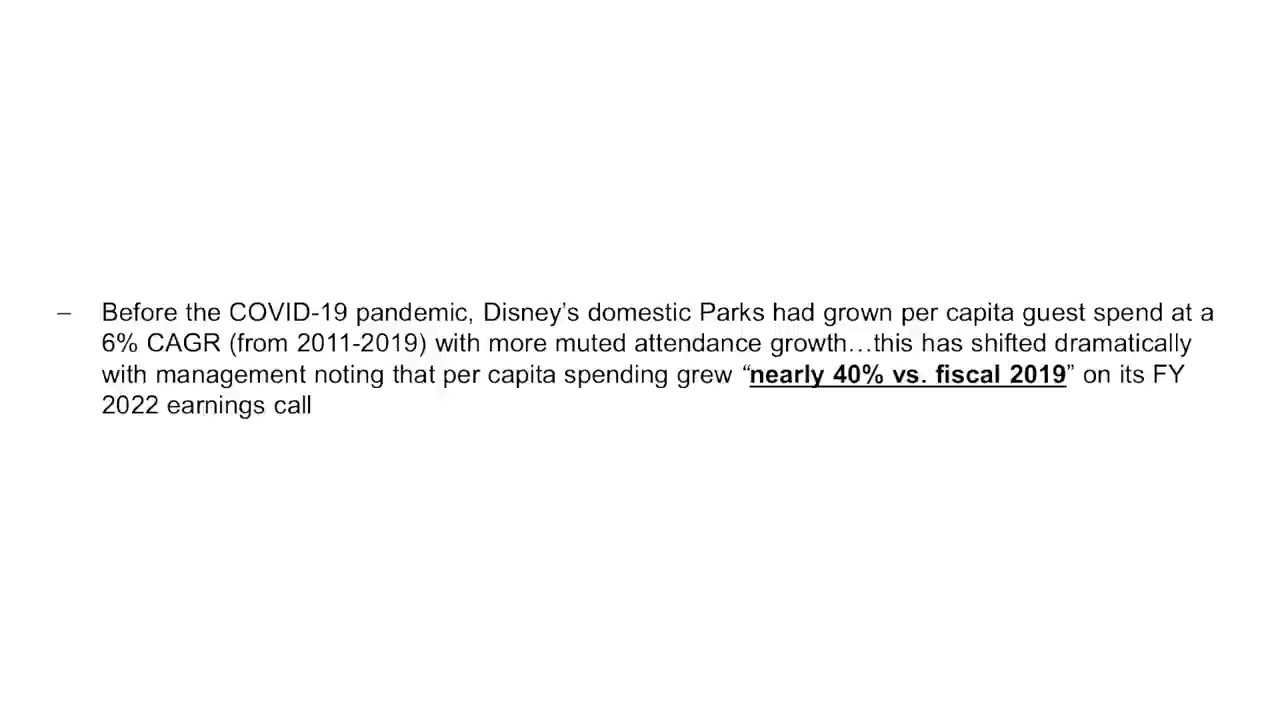 – Before the COVID-19 pandemic, Disney’s domestic Parks had grown per capita guest spend at a
6% CAGR (from 2011-2019) with more muted attendance growth…this has shifted dramatically
with management noting that per capita spending grew “nearly 40% vs. fiscal 2019” on its FY
2022 earnings call